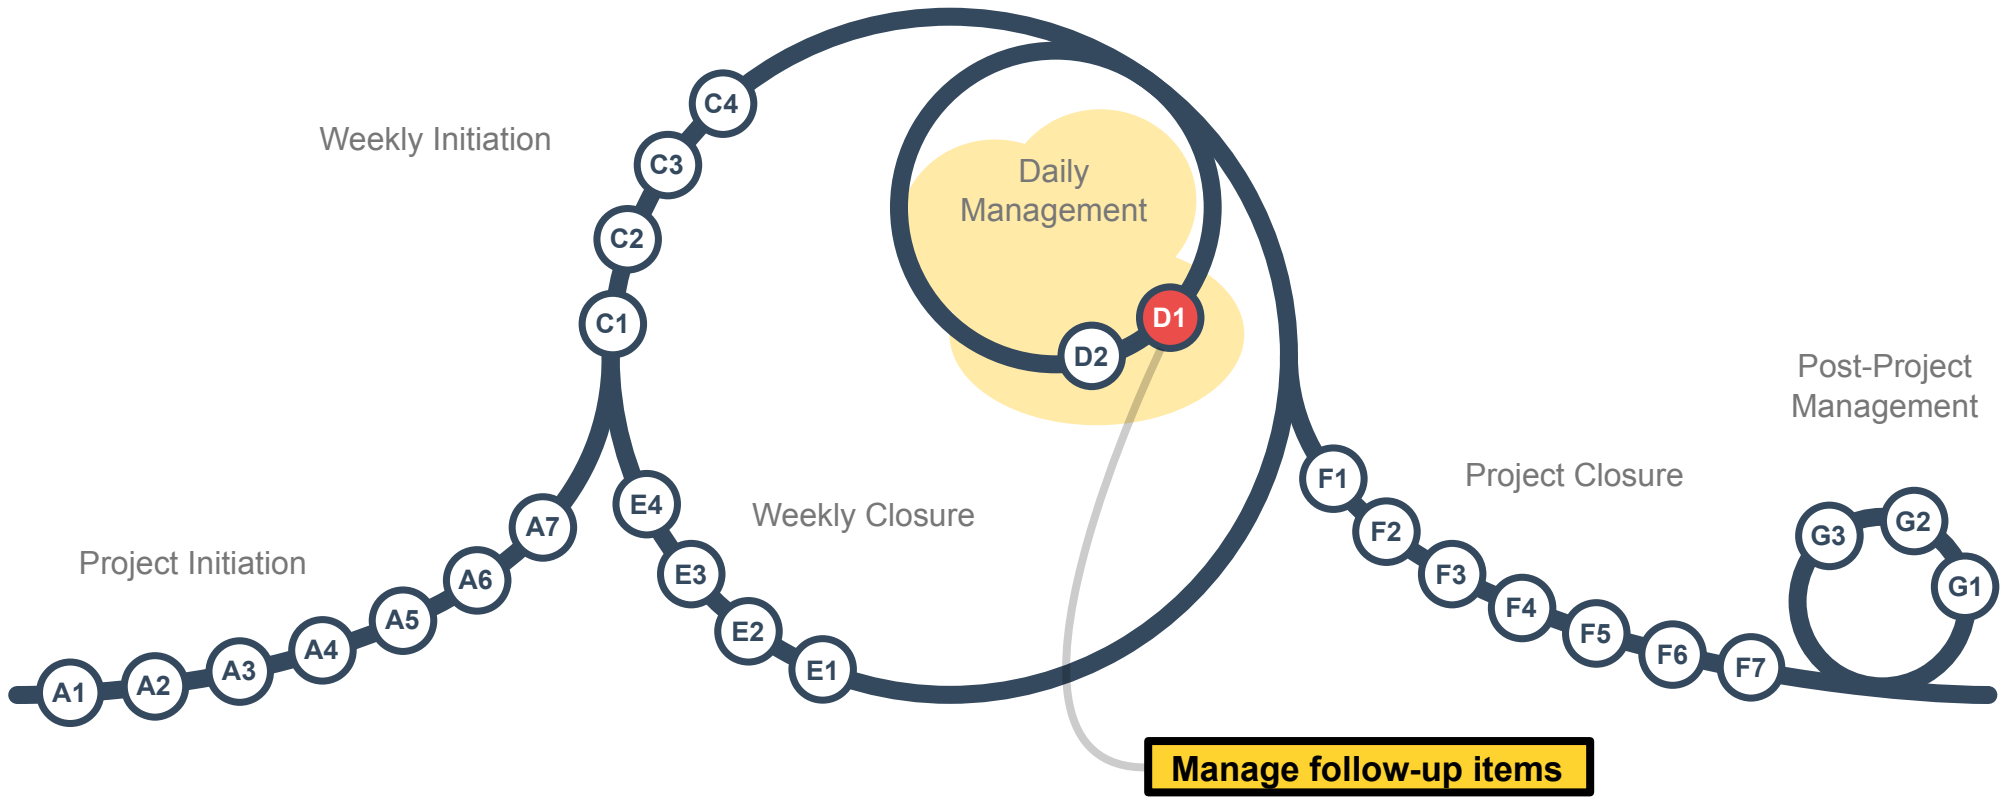 Weekly Initiation
C4
C3
C2
C1
Daily
Management
D1
D2
Post-Project
Management
Project Initiation
A1
A2
A3
A4
A5
A6
A7
Weekly Closure
E4
E3
E2
E1
Project Closure
F1
F2
F3
F4
F5
F6
F7
G3
G2
G1
Manage follow-up items